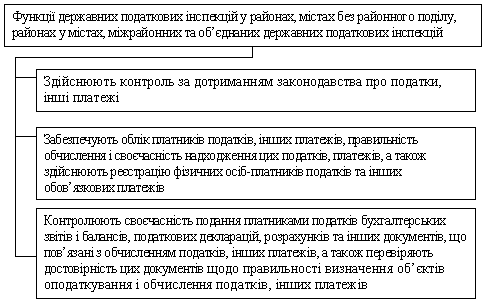 Функції державних податкових інспекцій у районах, містах без районного поділу,
районах у містах, міжрайонних та об’єднаних державних податкових інспекцій
Здійснюють контроль за дотриманням законодавства про податки,
інші платежі
Забезпечують облік платників податків, інших платежів, правильність
обчислення і своєчасність надходження цих податків, платежів, а також
здійснюють реєстрацію фізичних осіб-платників податків та інших
обов’язкових платежів
Контролюють своєчасність подання платниками податків бухгалтерських
звітів і балансів, податкових декларацій, розрахунків та інших документів, що
пов’язані з обчисленням податків, інших платежів, а також перевіряють
достовірність цих документів щодо правильності визначення об’єктів
оподаткування і обчислення податків, інших платежів